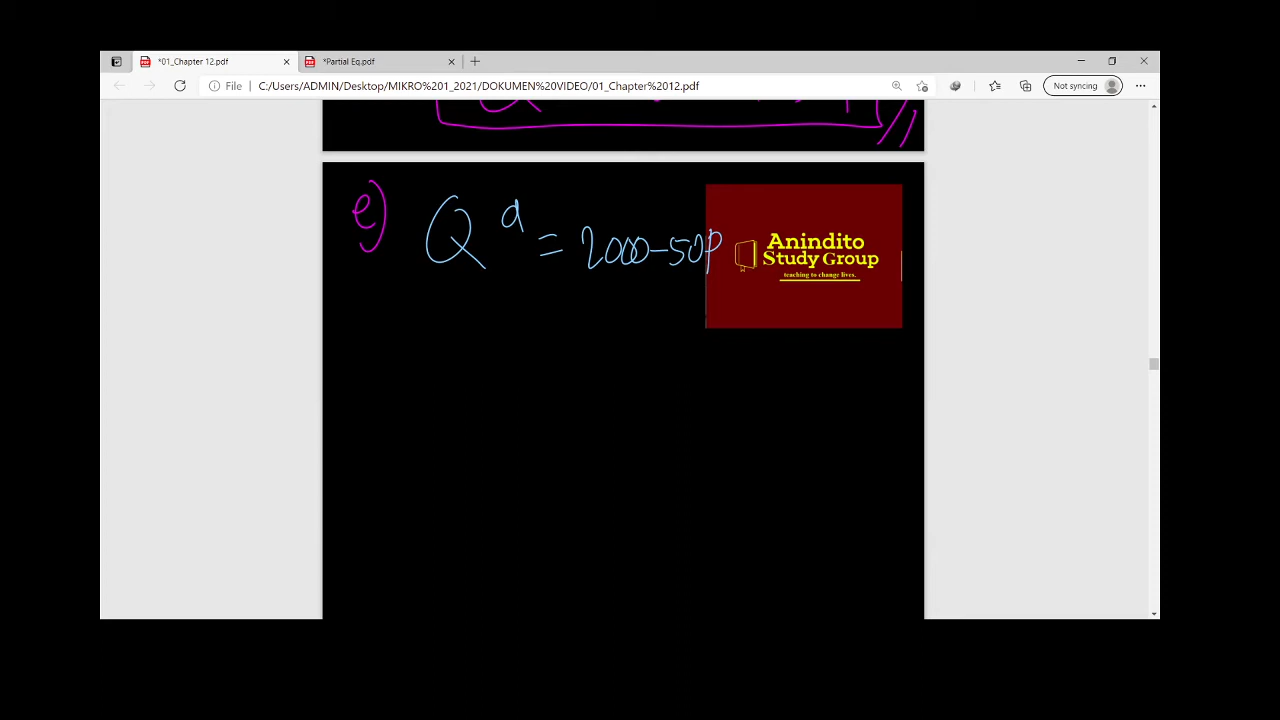 *01_Chapter 12.pdf
*Partial Eq.pdf
File
C:/Users/ADMIN/Desktop/MIKRO%201_2021/DOKUMEN%20VIDEO/01_Chapter%2012.pdf
Not syncing
e)
Q^d = 2000-50P
Anindito
Study Group
teaching to change lives.